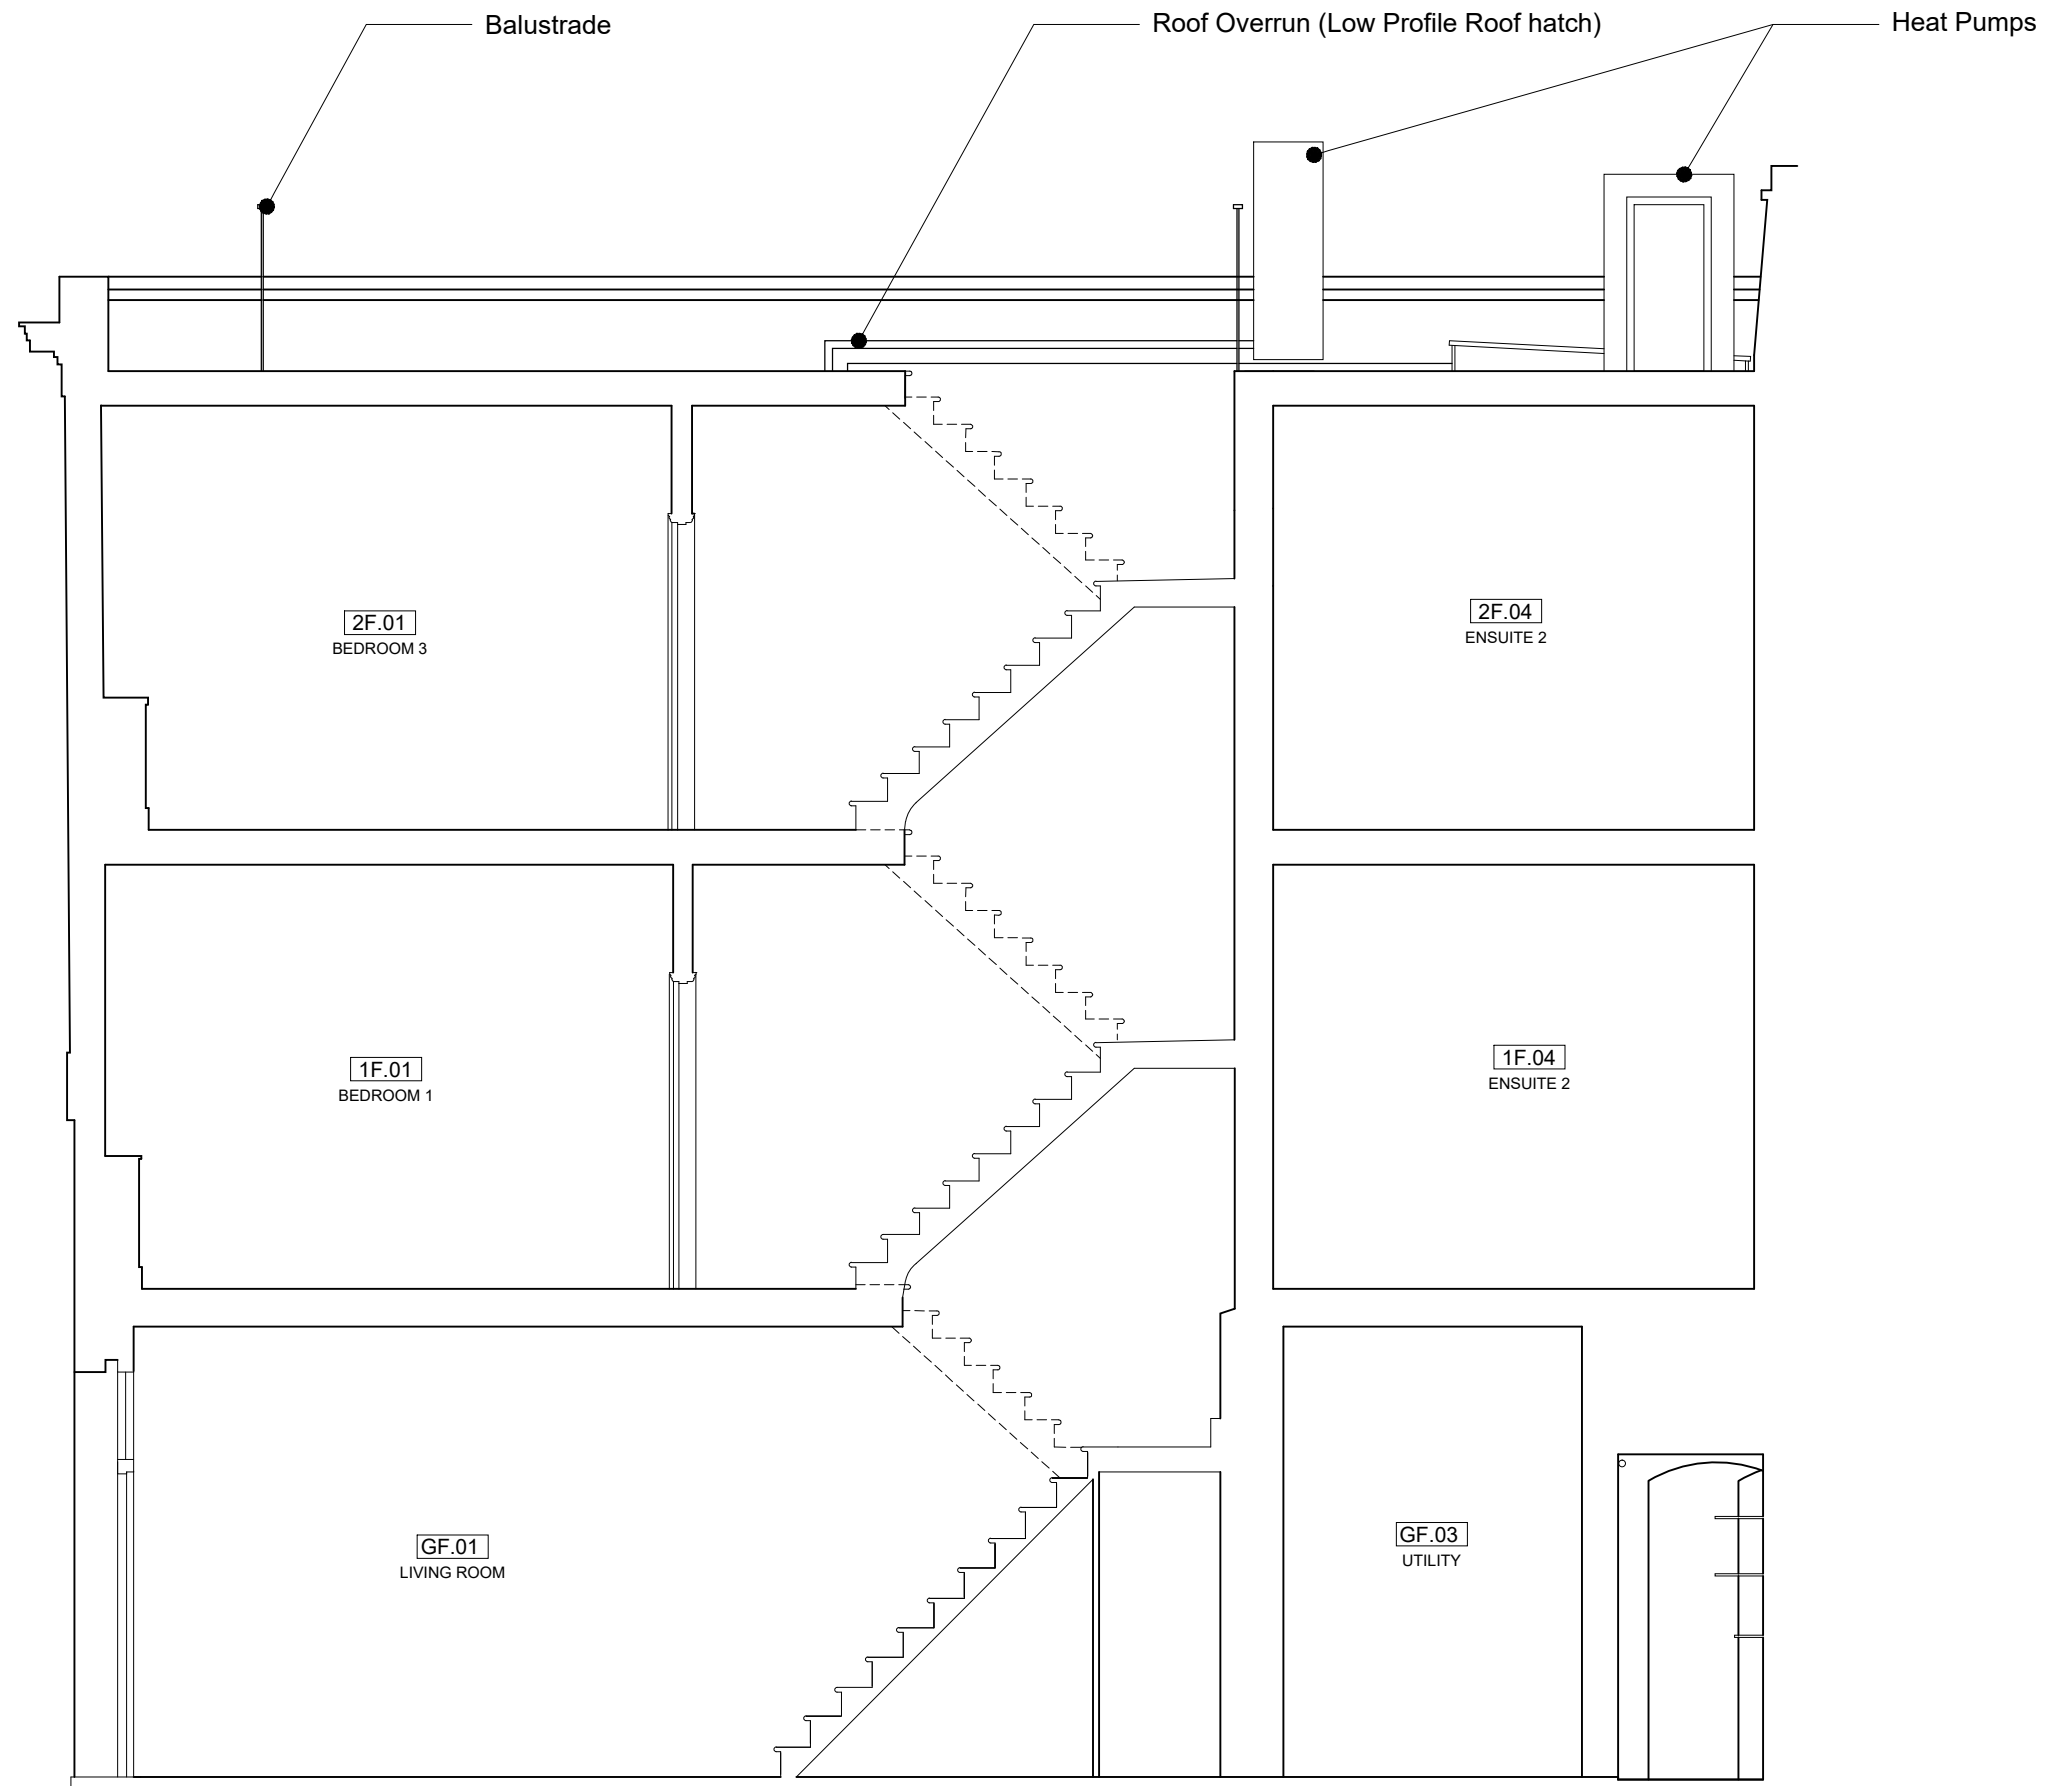 Balustrade
Roof Overrun (Low Profile Roof hatch)
Heat Pumps
2F.01
BEDROOM 3
2F.04
ENSUITE 2
1F.01
BEDROOM 1
1F.04
ENSUITE 2
GF.01
LIVING ROOM
GF.03
UTILITY